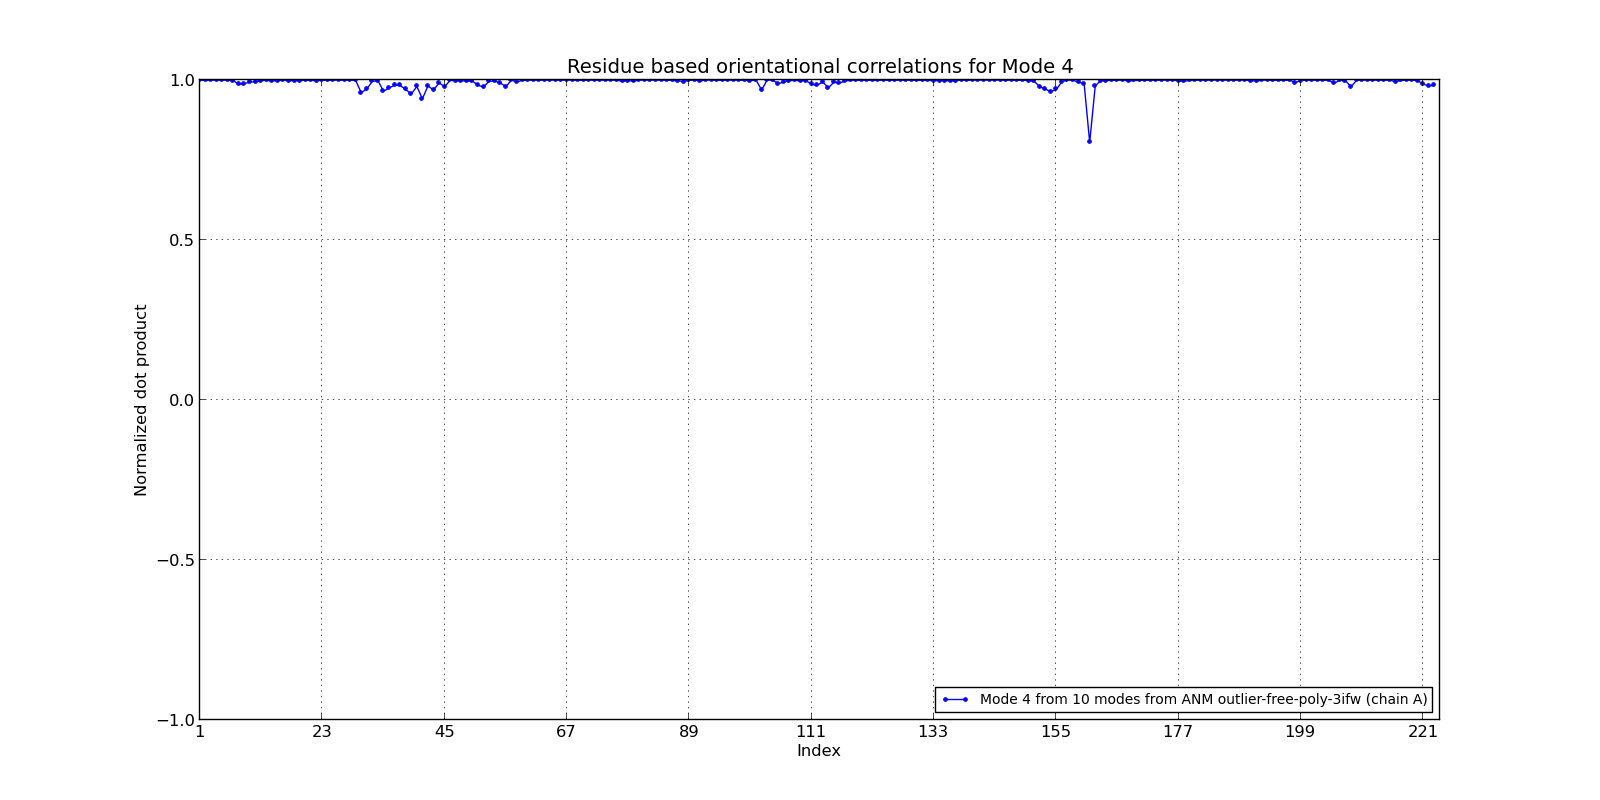 Residue based orientational correlations for Mode 4
1.0
0.5
0.0
−0.5
−1.0
Normalized dot product
Mode 4 from 10 modes from ANM outlier-free-poly-3ifw (chain A)
1 23 45 67 89 111 133 155 177 199 221
Index